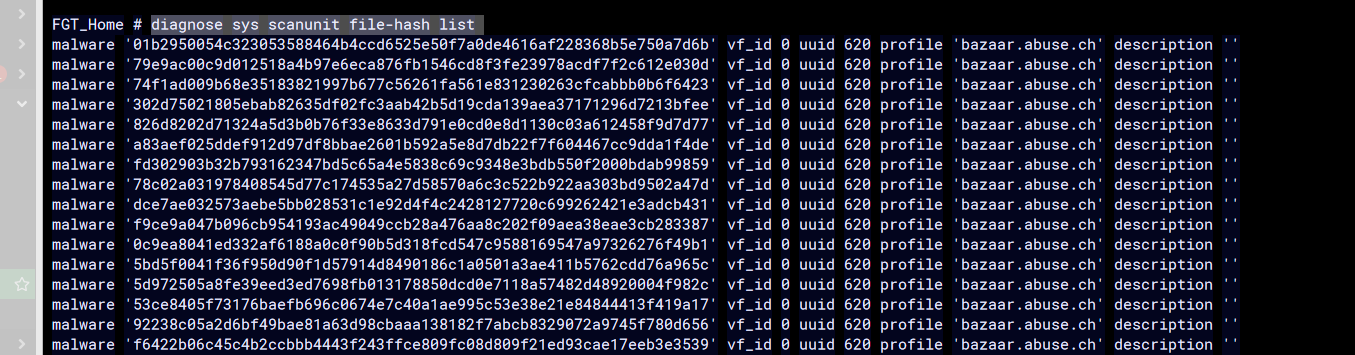 FGT_Home # diagnose sys scanunit file-hash list
malware '01b2950054c323053588464b4ccd6525e50f7a0de4616af228368b5e750a7d6b' vf_id 0 uuid 620 profile 'bazaar.abuse.ch' description ''
malware '79e9ac00c9d012518a4b97e6eca876fb1546cd8f3fe23978acdf7f2c612e030d' vf_id 0 uuid 620 profile 'bazaar.abuse.ch' description ''
malware '74f1ad009b68e35183821997b677c56261fa561e831230263cfcabbb0b6f6423' vf_id 0 uuid 620 profile 'bazaar.abuse.ch' description ''
malware '302d75021805ebab82635df02fc3aab42b5d19cda139aea37171296d7213bfee' vf_id 0 uuid 620 profile 'bazaar.abuse.ch' description ''
malware '826d8202d71324a5d3b0b76f33e8633d791e0cd0e8d1130c03a612458f9d7d77' vf_id 0 uuid 620 profile 'bazaar.abuse.ch' description ''
malware 'a83aef025ddef912d97df8bbae2601b592a5e8d7db22f7f604467cc9dda1f4de' vf_id 0 uuid 620 profile 'bazaar.abuse.ch' description ''
malware 'fd302903b32b793162347bd5c65a4e5838c69c9348e3bdb550f2000bdab99859' vf_id 0 uuid 620 profile 'bazaar.abuse.ch' description ''
malware '78c02a031978408545d77c174535a27d58570a6c3c522b922aa303bd9502a47d' vf_id 0 uuid 620 profile 'bazaar.abuse.ch' description ''
malware 'dce7ae032573aebe5bb028531c1e92d4f4c2428127720c699262421e3adcb431' vf_id 0 uuid 620 profile 'bazaar.abuse.ch' description ''
malware 'f9ce9a047b096cb954193ac49049ccb28a476aa8c202f09aea38eae3cb283387' vf_id 0 uuid 620 profile 'bazaar.abuse.ch' description ''
malware '0c9ea8041ed332af6188a0c0f90b5d318fcd547c9588169547a97326276f49b1' vf_id 0 uuid 620 profile 'bazaar.abuse.ch' description ''
malware '5bd5f0041f36f950d90f1d57914d8490186c1a0501a3ae411b5762cdd76a965c' vf_id 0 uuid 620 profile 'bazaar.abuse.ch' description ''
malware '5d972505a8fe39eed3ed7698fb013178850dcd0e7118a57482d48920004f982c' vf_id 0 uuid 620 profile 'bazaar.abuse.ch' description ''
malware '53ce8405f73176baefb696c0674e7c40a1ae995c53e38e21e84844413f419a17' vf_id 0 uuid 620 profile 'bazaar.abuse.ch' description ''
malware '92238c05a2d6bf49bae81a63d98cbaaa138182f7abcb8329072a9745f780d656' vf_id 0 uuid 620 profile 'bazaar.abuse.ch' description ''
malware 'f6422b06c45c4b2ccbbb4443f243ffce809fc08d809f21ed93cae17eeb3e3539' vf_id 0 uuid 620 profile 'bazaar.abuse.ch' description ''